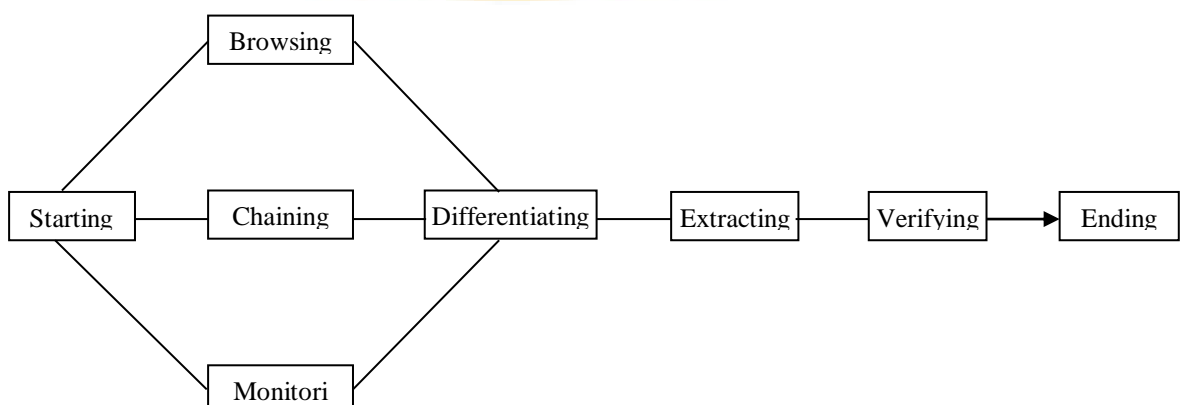 Browsing
Starting
Chaining
Differentiating
Extracting
Verifying
Ending
Monitori